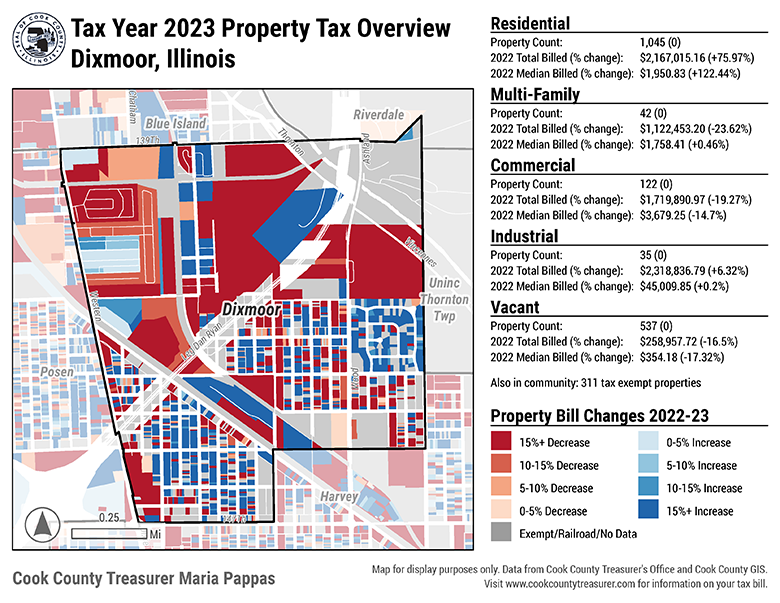 SEAL OF COOK COUNTY
ILLINOIS
Tax Year 2023 Property Tax Overview
Dixmoor, Illinois
Residential
Property Count: 1,045 (0)
2022 Total Billed (% change): $2,167,015.16 (+75.97%)
2022 Median Billed (% change): $1,950.83 (+122.44%)
Multi-Family
Property Count: 42 (0)
2022 Total Billed (% change): $1,122,453.20 (-23.62%)
2022 Median Billed (% change): $1,758.41 (+0.46%)
Commercial
Property Count: 122 (0)
2022 Total Billed (% change): $1,719,890.97 (-19.27%)
2022 Median Billed (% change): $3,679.25 (-14.7%)
Industrial
Property Count: 35 (0)
2022 Total Billed (% change): $2,318,836.79 (+6.32%)
2022 Median Billed (% change): $45,009.85 (+0.2%)
Vacant
Property Count: 537 (0)
2022 Total Billed (% change): $258,957.72 (-16.5%)
2022 Median Billed (% change): $354.18 (-17.32%)
Also in community: 311 tax exempt properties
Property Bill Changes 2022-23
15%+ Decrease
10-15% Decrease
5-10% Decrease
0-5% Decrease
Exempt/Railroad/No Data
0-5% Increase
5-10% Increase
10-15% Increase
15%+ Increase
Chatham
Blue Island
Riverdale
139Th
Thornton
Ashland
Western
Dixmoor
Uninc
Thornton
Twp
I-57 Dan Ryan
Wood
Posen
Harvey
0.25
Mi
Cook County Treasurer Maria Pappas
Map for display purposes only. Data from Cook County Treasurer's Office and Cook County GIS.
Visit www.cookcountytreasurer.com for information on your tax bill.